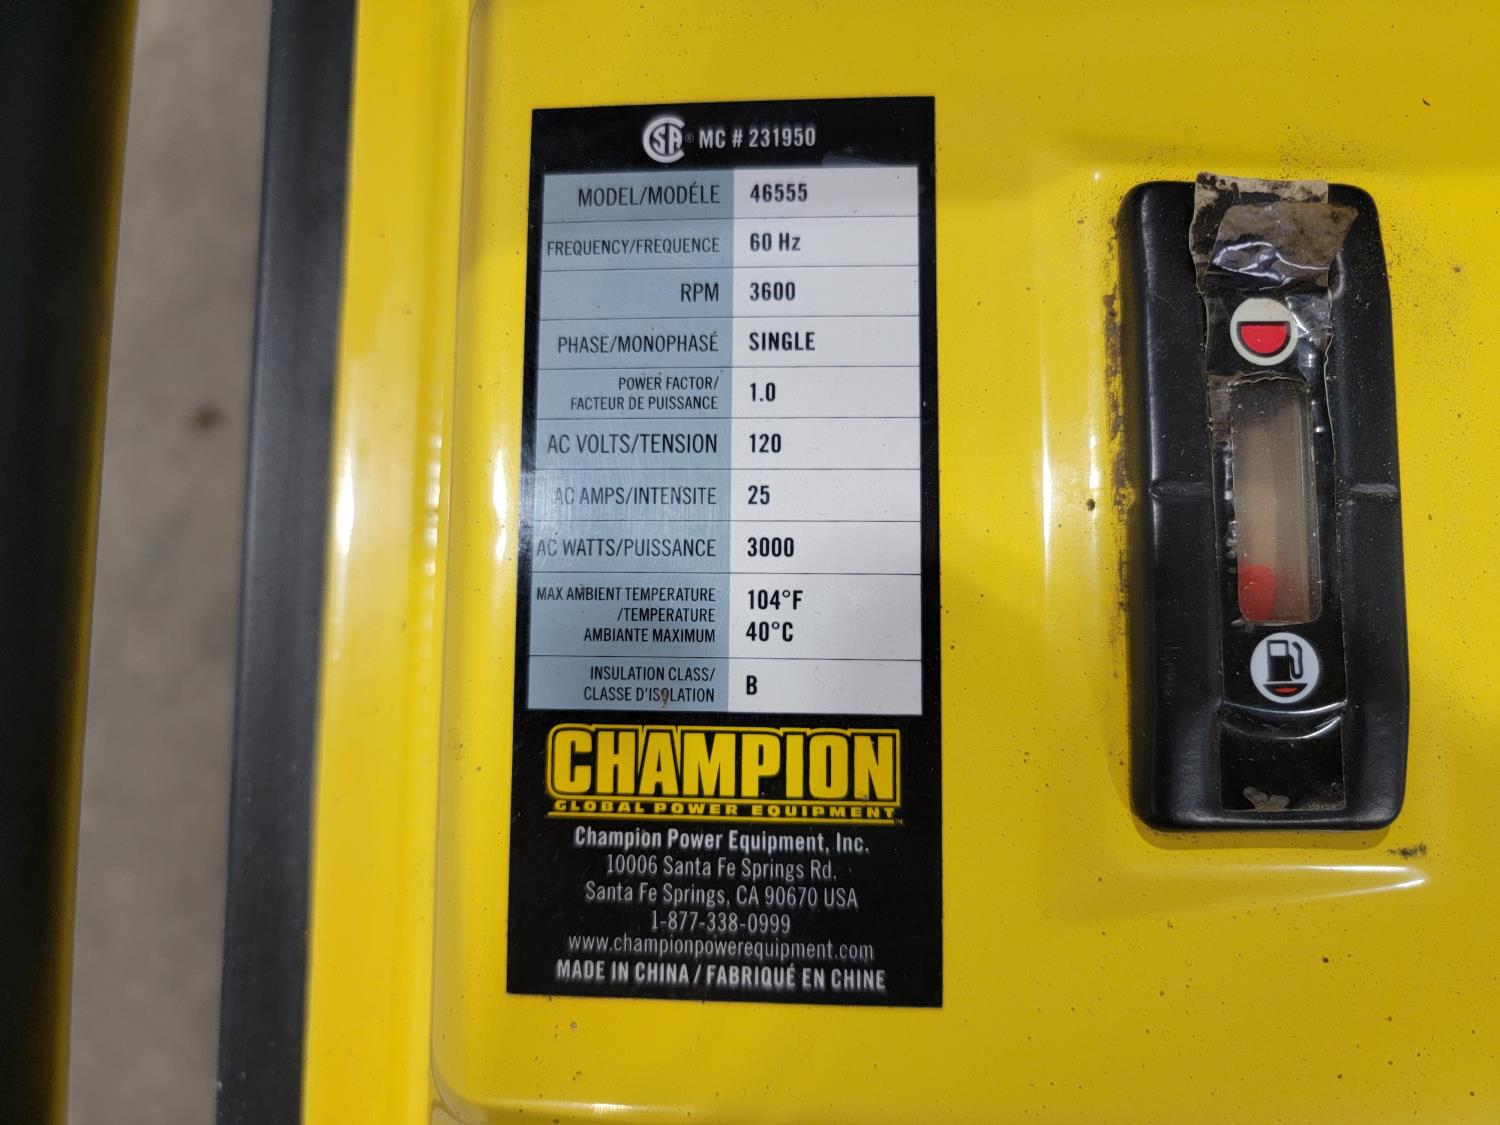 CSA ® MC # 231950
MODEL/MODÉLE 46555
FREQUENCY/FREQUENCE 60 Hz
RPM 3600
PHASE/MONOPHASÉ SINGLE
POWER FACTOR/
FACTEUR DE PUISSANCE 1.0
AC VOLTS/TENSION 120
AC AMPS/INTENSITE 25
AC WATTS/PUISSANCE 3000
MAX AMBIENT TEMPERATURE 104°F
/TEMPERATURE
AMBIANTE MAXIMUM 40°C
INSULATION CLASS/
CLASSE D'ISOLATION B
CHAMPION
GLOBAL POWER EQUIPMENT™
Champion Power Equipment, Inc.
10006 Santa Fe Springs Rd.
Santa Fe Springs, CA 90670 USA
1-877-338-0999
www.championpowerequipment.com
MADE IN CHINA / FABRIQUÉ EN CHINE